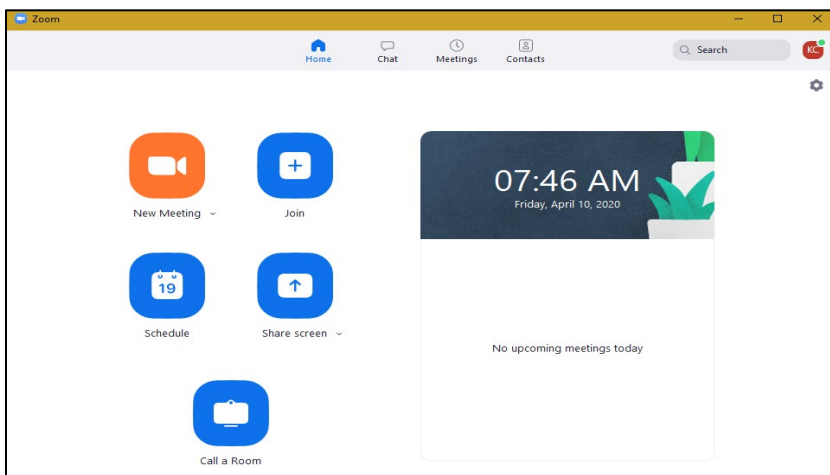 Zoom
Home
Chat
Meetings
Contacts
Search
KC
New Meeting
Join
19
Schedule
Share screen
Call a Room
07:46 AM
Friday, April 10, 2020
No upcoming meetings today